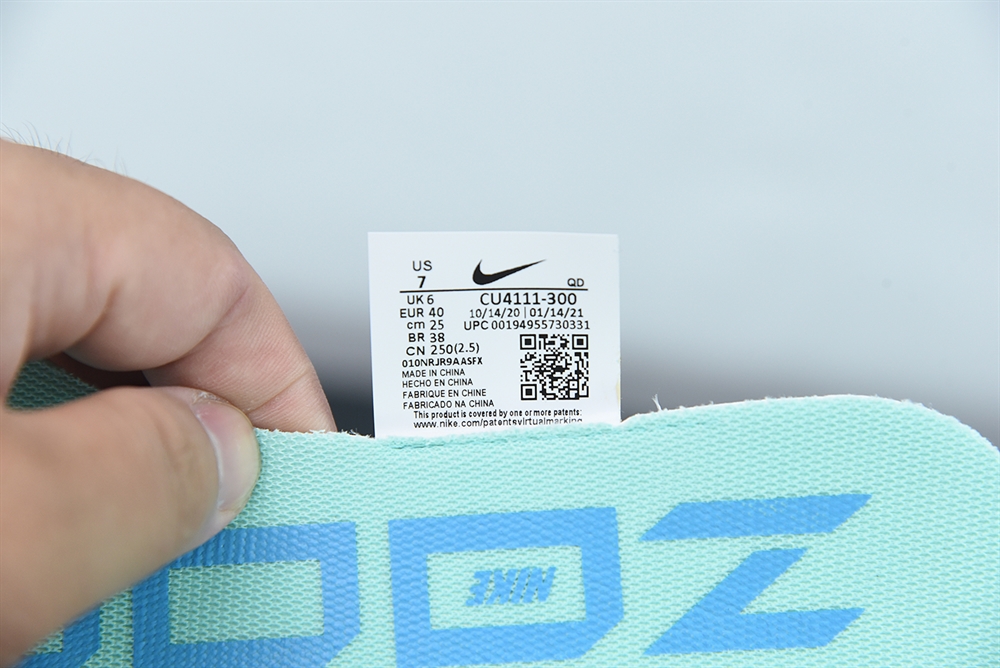 US
7
QD
UK 6
CU4111-300
EUR 40
10/14/20 | 01/14/21
cm 25
UPC 00194955730331
BR 38
CN 250(2.5)
010NRJR9AASFX
MADE IN CHINA
HECHO EN CHINA
FABRIQUE EN CHINE
FABRICADO NA CHINA
This product is covered by one or more patents:
www.nike.com/patentsvirtualmarking
NIKE